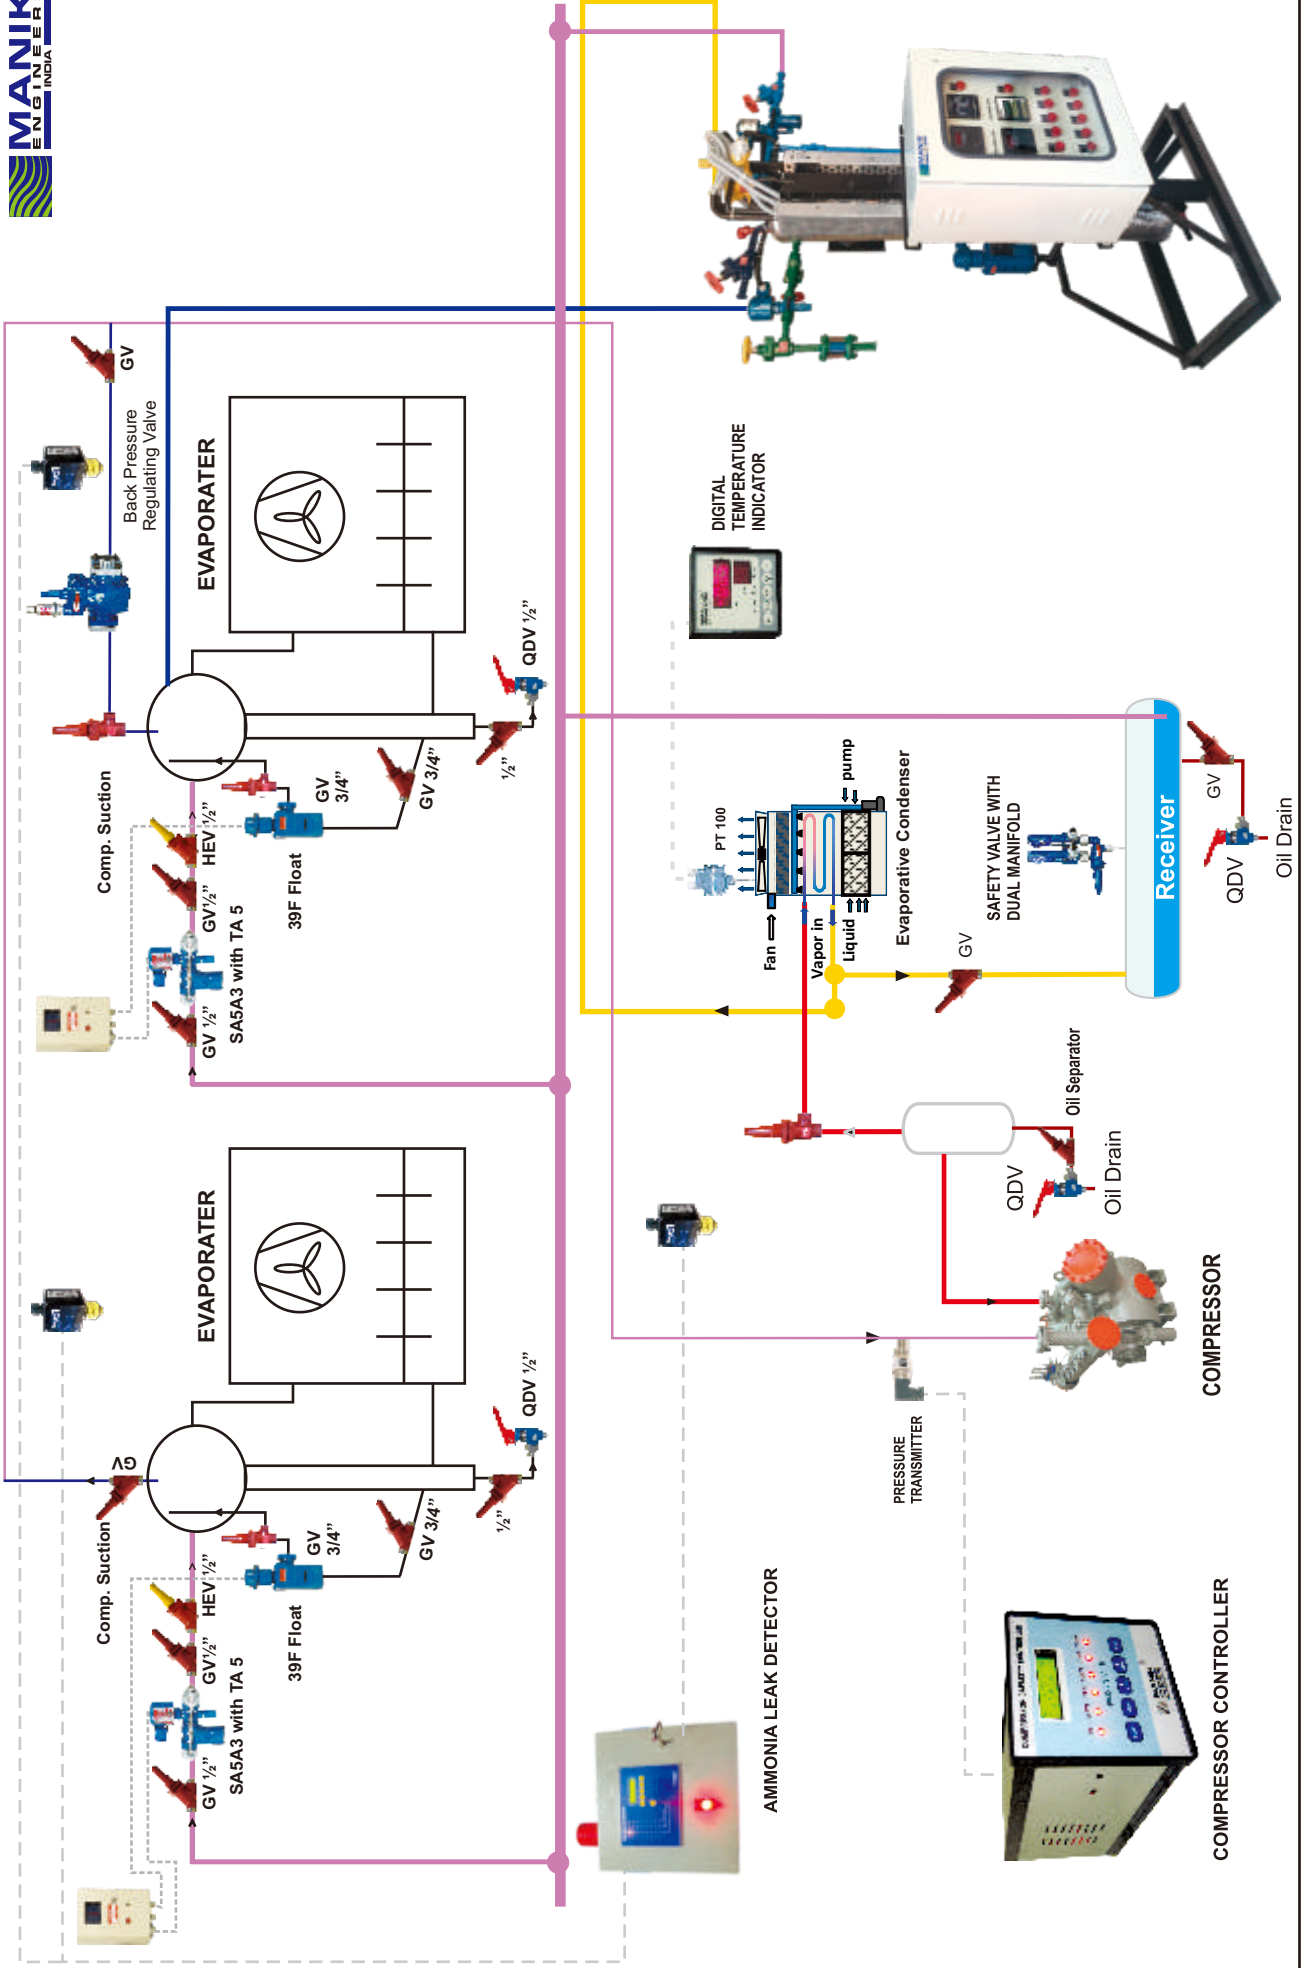 MANIK
ENGINEER
INDIA
Comp. Suction
GV
EVAPORATER
GV ½”
SA5A3 with TA 5
GV½”
HEV ½”
39F Float
GV
3/4”
GV 3/4”
½”
QDV ½”
Comp. Suction
Back Pressure
Regulating Valve
GV
EVAPORATER
GV ½”
SA5A3 with TA 5
GV½”
HEV ½”
39F Float
GV
3/4”
GV 3/4”
½”
QDV ½”
AMMONIA LEAK DETECTOR
DIGITAL
TEMPERATURE
INDICATOR
PT 100
Fan
Vapor in
Liquid
pump
Evaporative Condenser
SAFETY VALVE WITH
DUAL MANIFOLD
GV
PRESSURE
TRANSMITTER
Oil Separator
QDV
Oil Drain
Receiver
GV
QDV
Oil Drain
COMPRESSOR
COMPRESSOR CONTROLLER